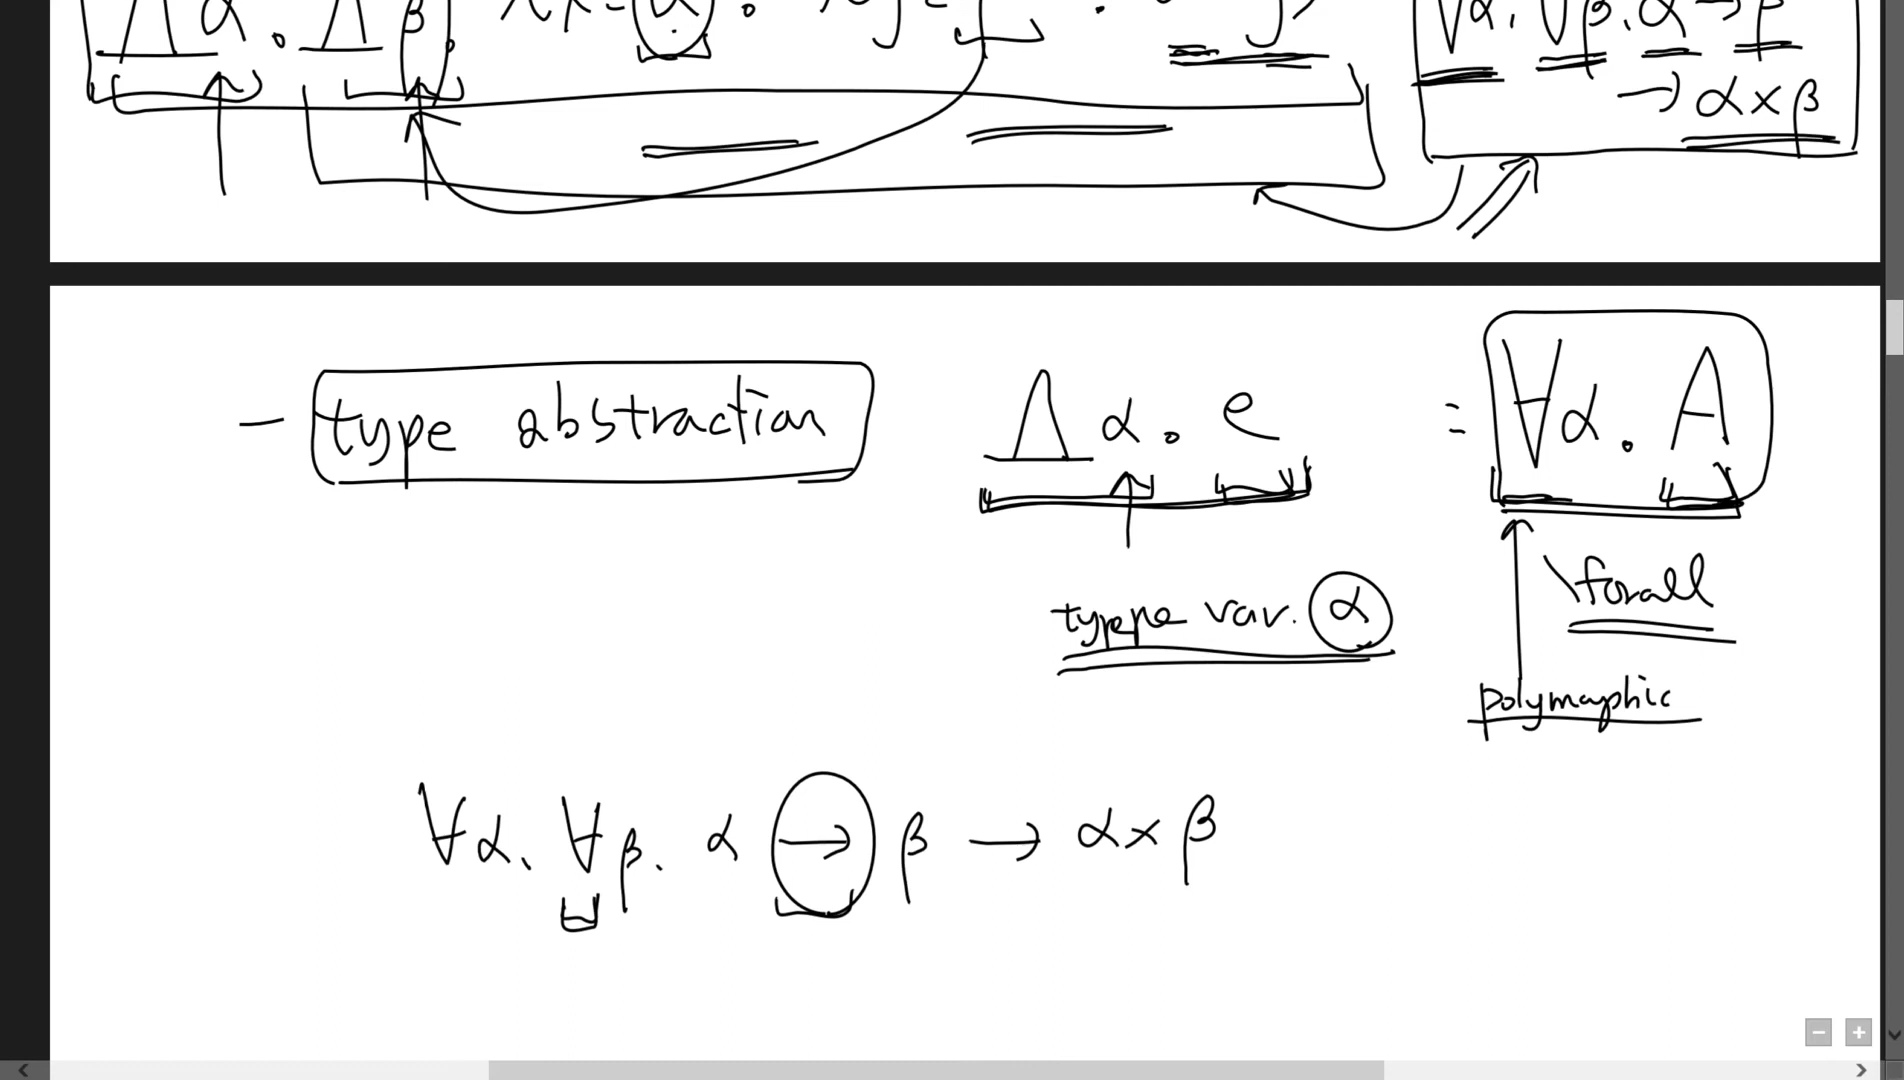 Λα. Λβ.
∀α. ∀β. α → β
→ α × β
- type abstraction Λα. e = ∀α. A
\forall
type var. α
polymorphic
∀α. ∀β. α → β → α × β